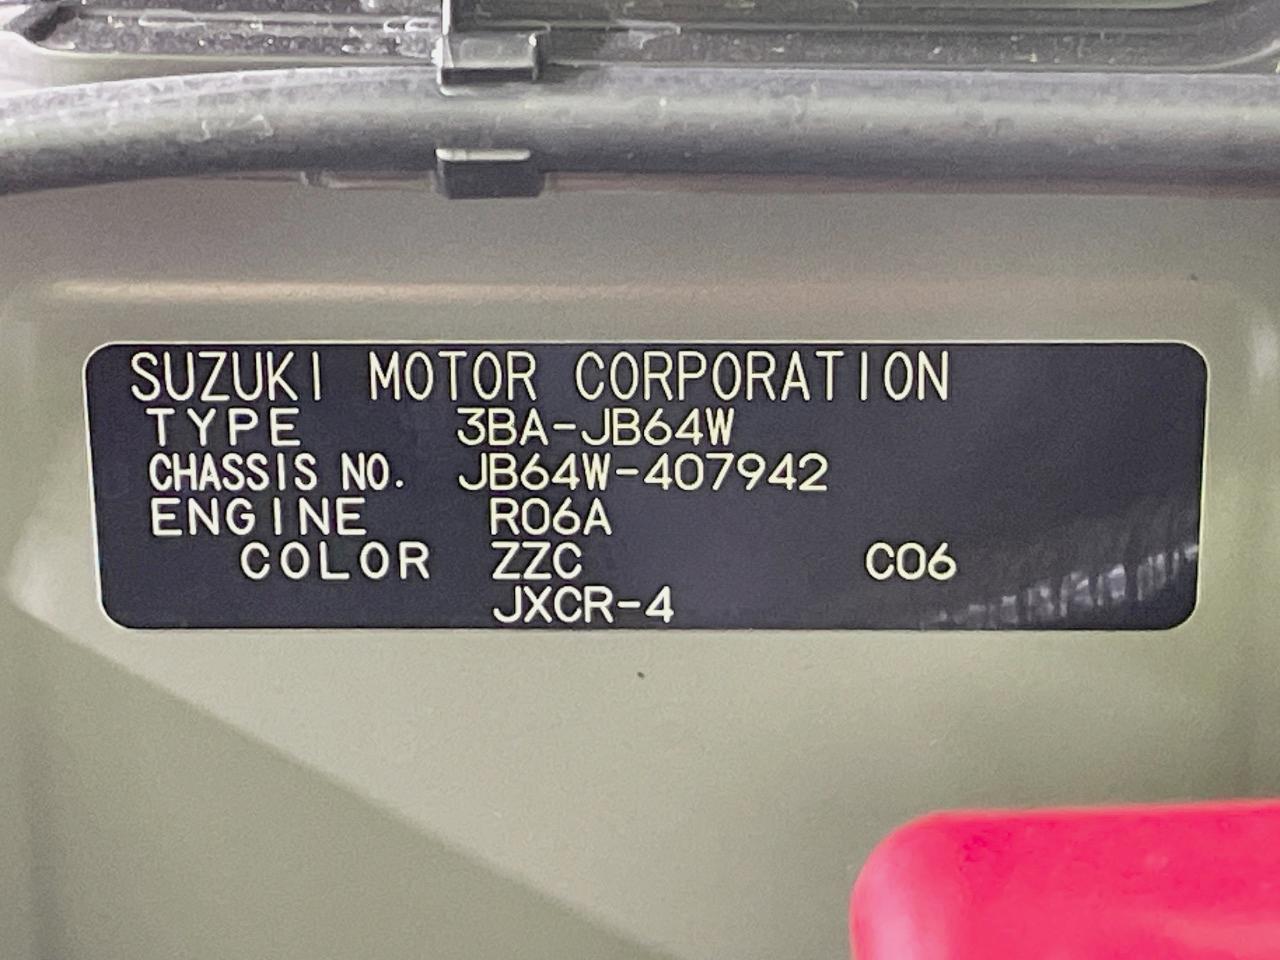 SUZUKI MOTOR CORPORATION
TYPE 3BA-JB64W
CHASSIS NO. JB64W-407942
ENGINE R06A
COLOR ZZC C06
JXCR-4